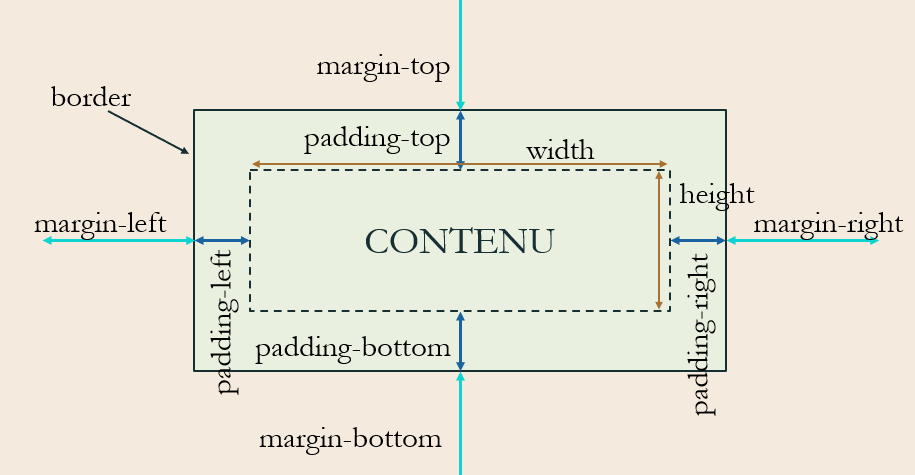 margin-top
border
padding-top
width
height
margin-left
margin-right
CONTENU
padding-left
padding-right
padding-bottom
margin-bottom